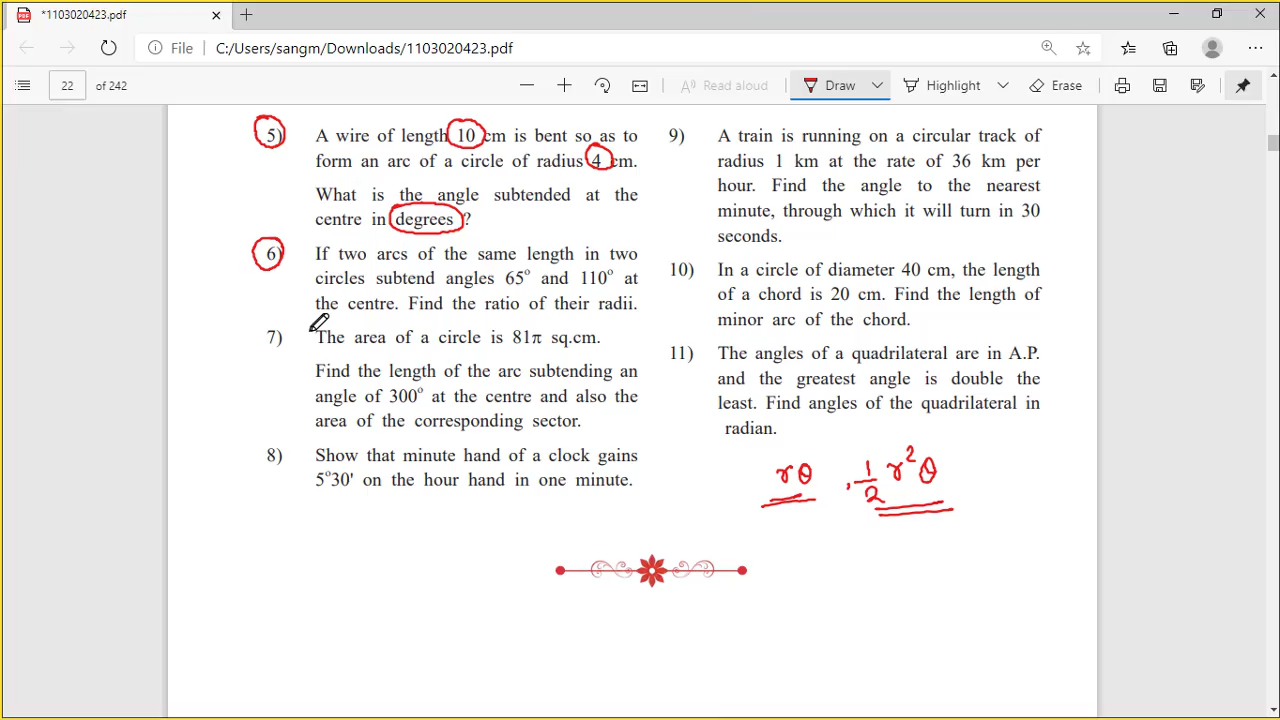 *1103020423.pdf
File C:/Users/sangm/Downloads/1103020423.pdf
22 of 242 Read aloud Draw Highlight Erase
5) A wire of length 10 cm is bent so as to
form an arc of a circle of radius 4 cm.
What is the angle subtended at the
centre in degrees ?
6) If two arcs of the same length in two
circles subtend angles 65° and 110° at
the centre. Find the ratio of their radii.
7) The area of a circle is 81π sq.cm.
Find the length of the arc subtending an
angle of 300° at the centre and also the
area of the corresponding sector.
8) Show that minute hand of a clock gains
5°30' on the hour hand in one minute.
9) A train is running on a circular track of
radius 1 km at the rate of 36 km per
hour. Find the angle to the nearest
minute, through which it will turn in 30
seconds.
10) In a circle of diameter 40 cm, the length
of a chord is 20 cm. Find the length of
minor arc of the chord.
11) The angles of a quadrilateral are in A.P.
and the greatest angle is double the
least. Find angles of the quadrilateral in
radian.
rθ , 1/2 r²θ